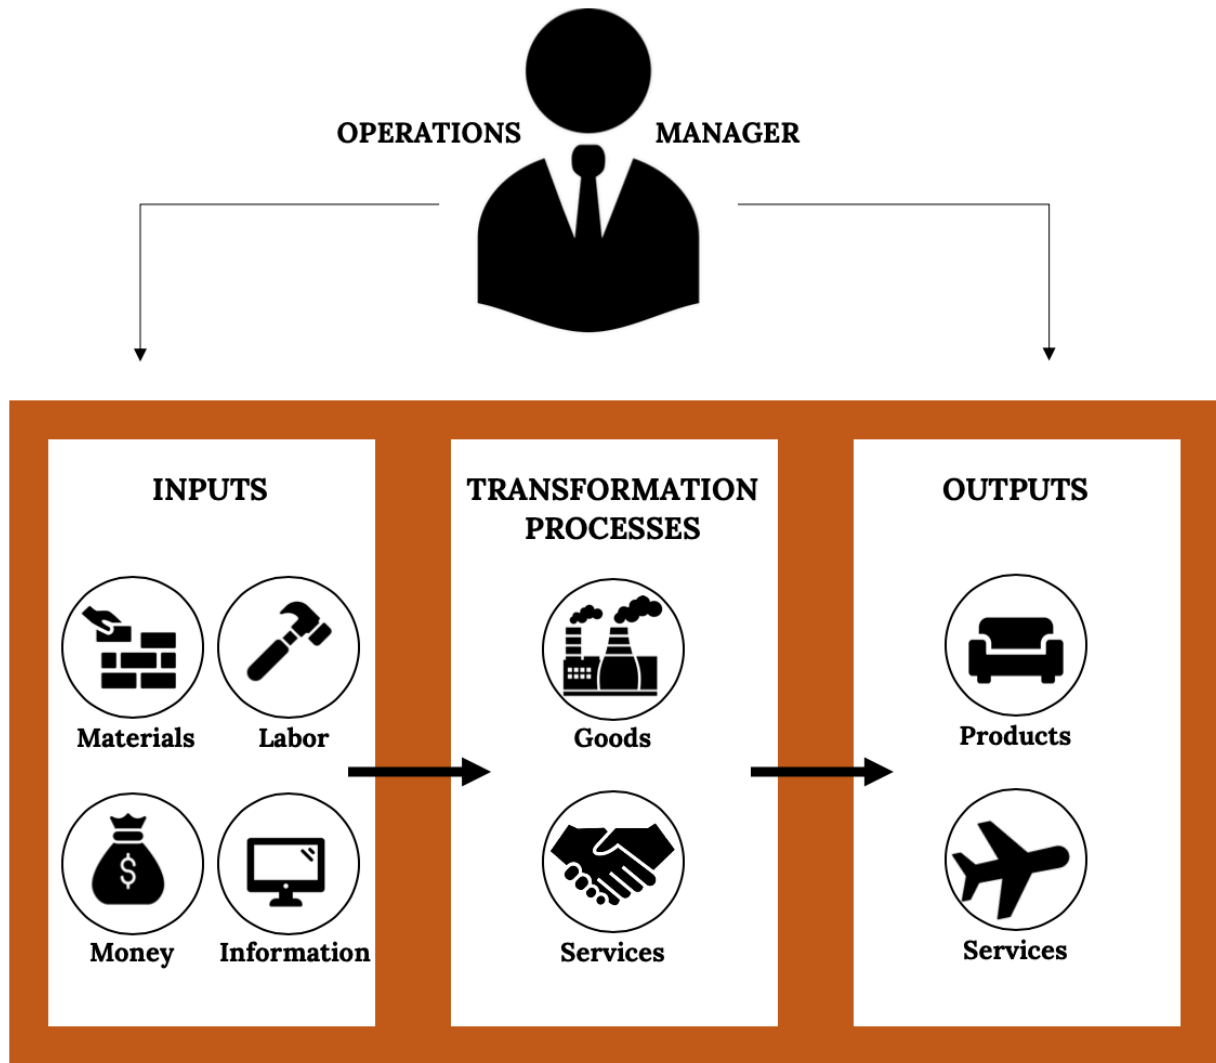 OPERATIONS MANAGER
INPUTS
Materials
Labor
$
Money
Information
TRANSFORMATION
PROCESSES
Goods
Services
OUTPUTS
Products
Services